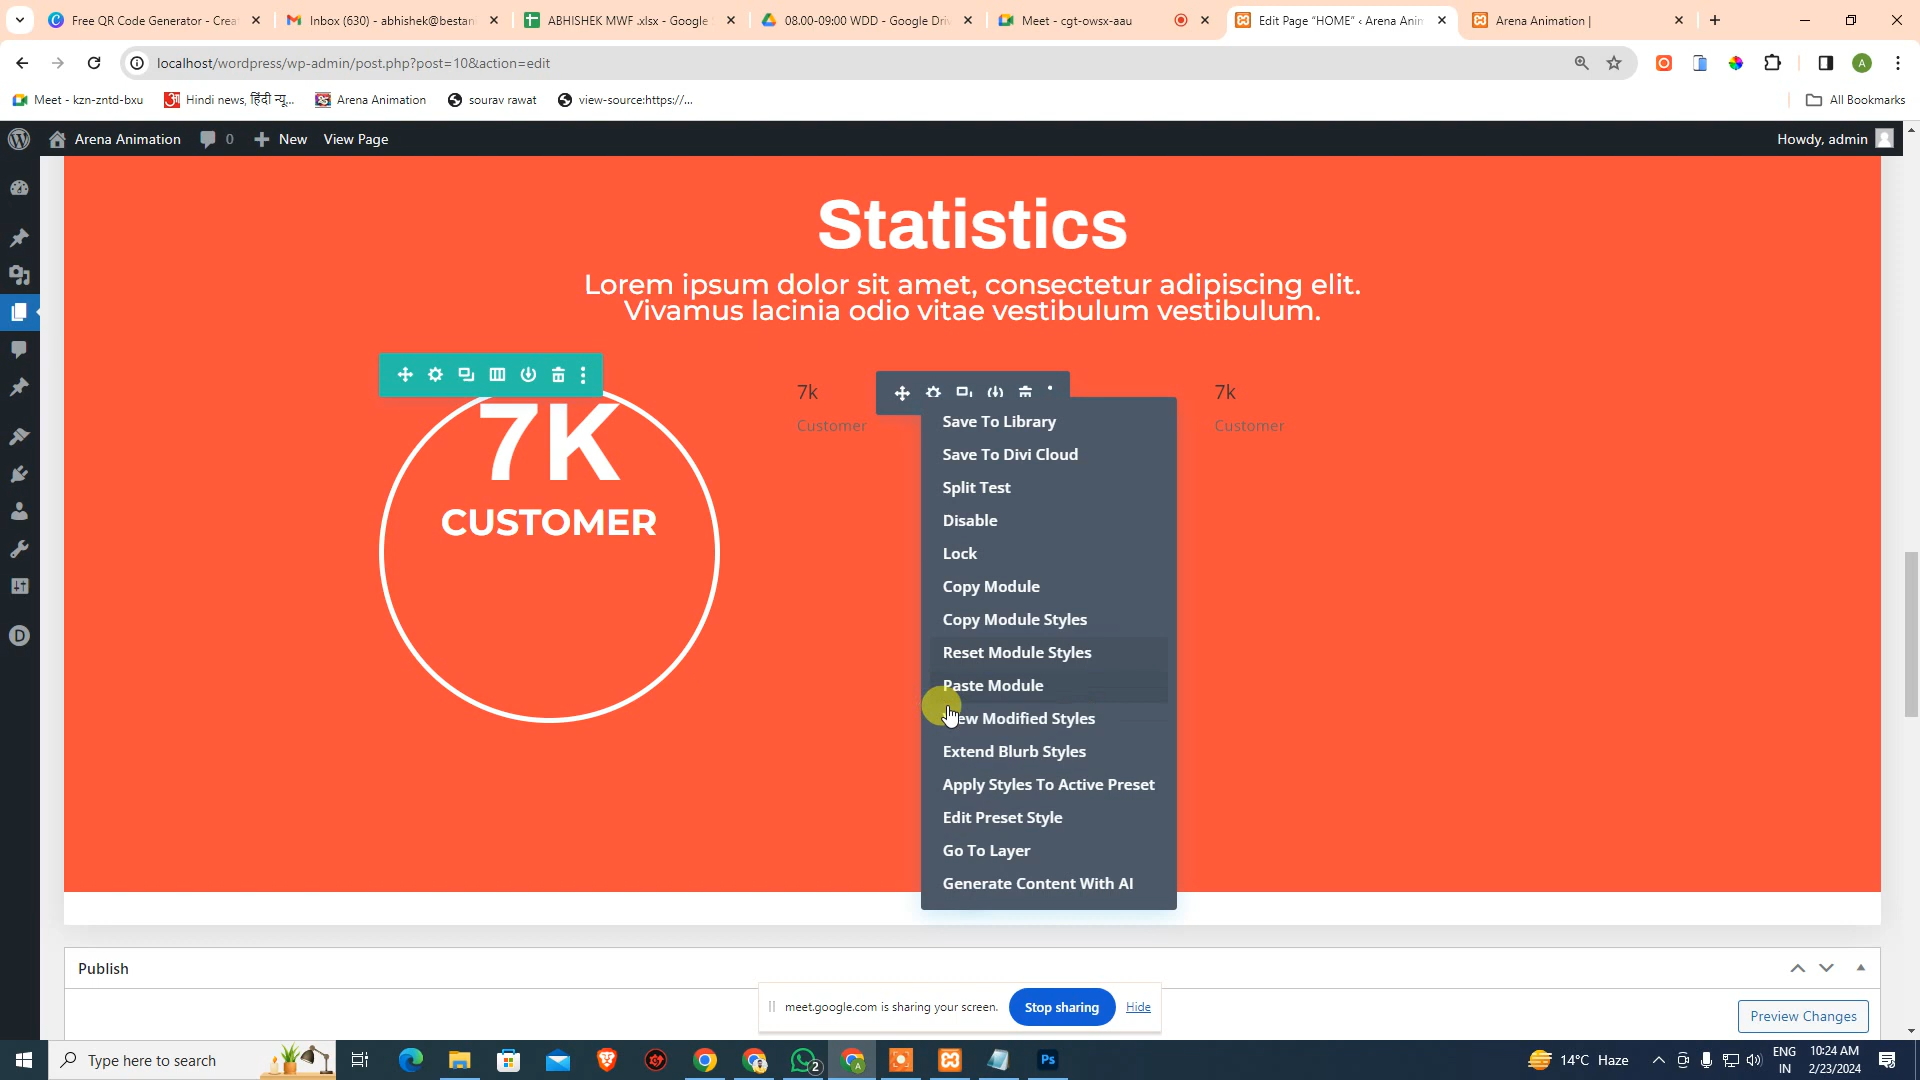 Free QR Code Generator - Crea
Inbox (630) - abhishek@bestan
ABHISHEK MWF .xlsx - Google
08.00-09:00 WDD - Google Dri
Meet - cgt-owsx-aau
Edit Page "HOME" ‹ Arena Anim
Arena Animation |
localhost/wordpress/wp-admin/post.php?post=10&action=edit
A
Meet - kzn-zntd-bxu
Hindi news, हिंदी न्यू...
Arena Animation
sourav rawat
view-source:https://...
All Bookmarks
Arena Animation
0
New
View Page
Howdy, admin
Statistics
Lorem ipsum dolor sit amet, consectetur adipiscing elit.
Vivamus lacinia odio vitae vestibulum vestibulum.
7K
CUSTOMER
7k
Customer
7k
Customer
Save To Library
Save To Divi Cloud
Split Test
Disable
Lock
Copy Module
Copy Module Styles
Reset Module Styles
Paste Module
View Modified Styles
Extend Blurb Styles
Apply Styles To Active Preset
Edit Preset Style
Go To Layer
Generate Content With AI
D
Publish
Preview Changes
meet.google.com is sharing your screen.
Stop sharing
Hide
Type here to search
2
Ps
14°C Haze
ENG
IN
10:24 AM
2/23/2024